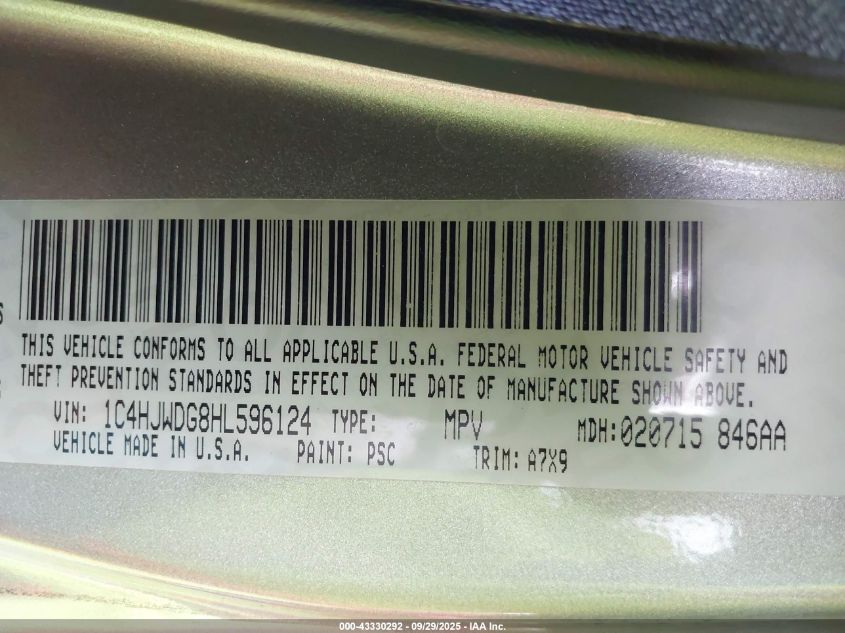 THIS VEHICLE CONFORMS TO ALL APPLICABLE U.S.A. FEDERAL MOTOR VEHICLE SAFETY AND
THEFT PREVENTION STANDARDS IN EFFECT ON THE DATE OF MANUFACTURE SHOWN ABOVE.
VIN: 1C4HJWDG8HL596124 TYPE: MPV MDH:020715 846AA
VEHICLE MADE IN U.S.A. PAINT: PSC TRIM: A7X9
000-43330292 - 09/29/2025 - IAA Inc.